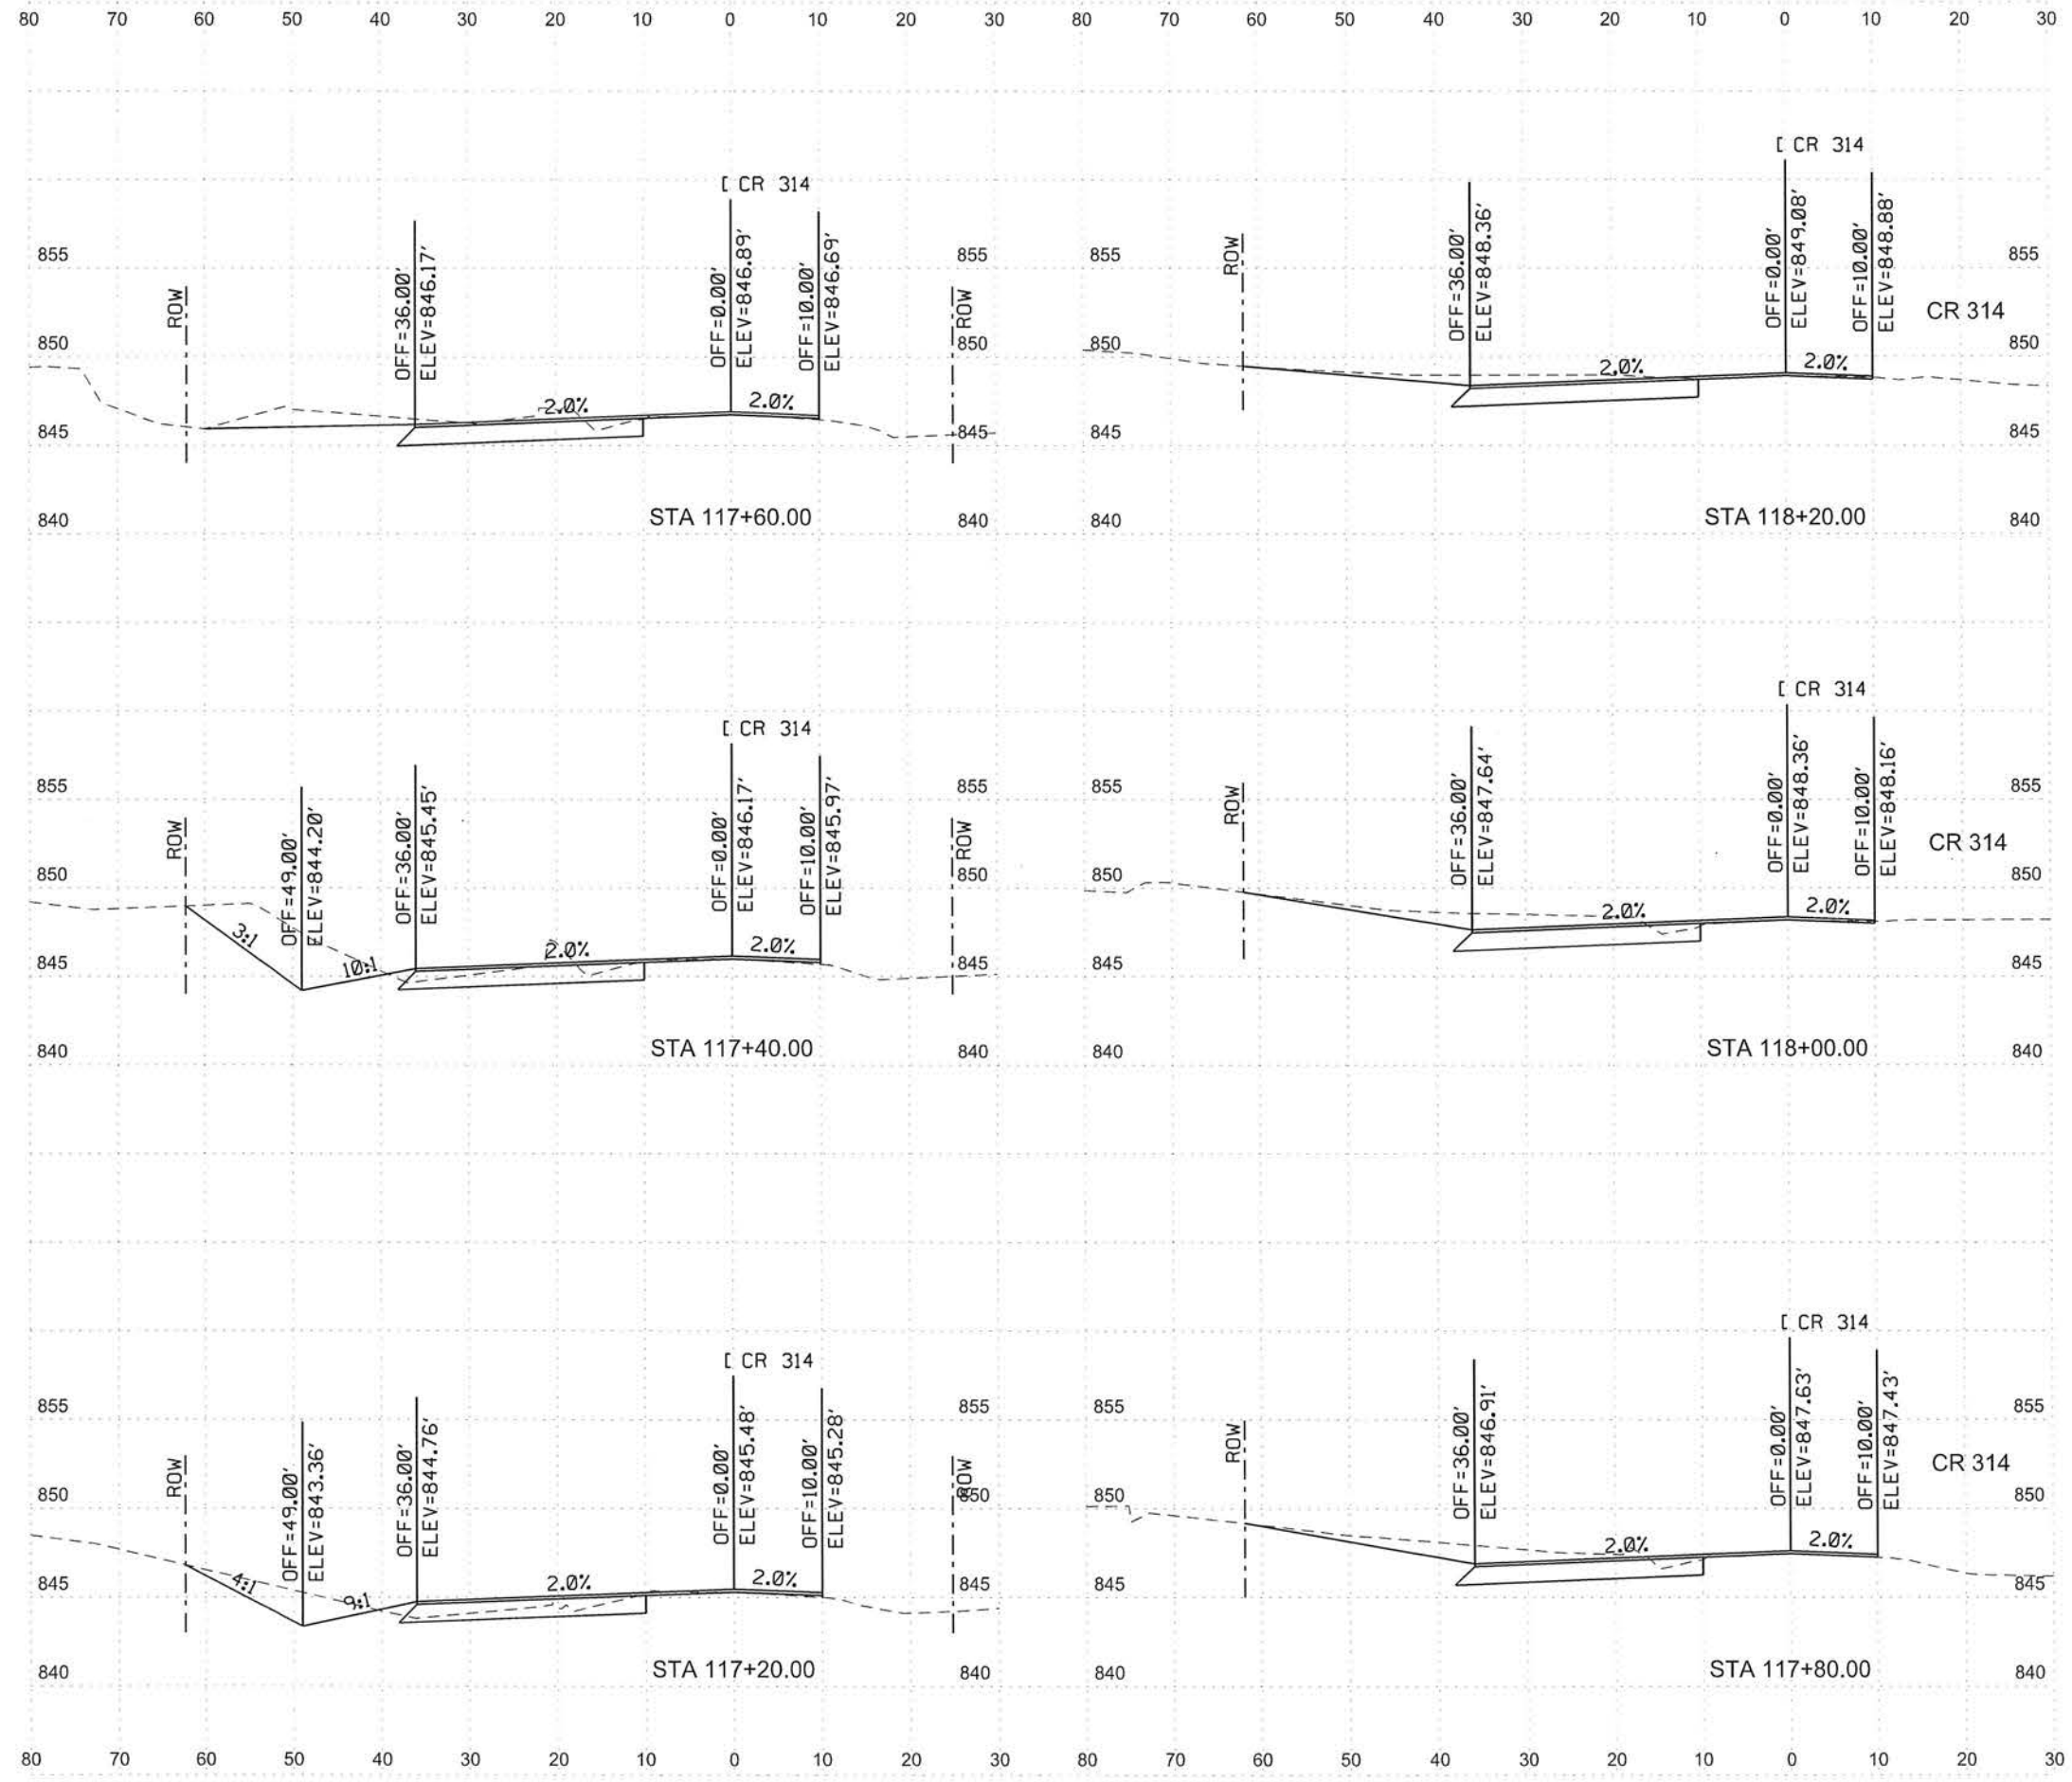 80 70 60 50 40 30 20 10 0 10 20 30 80 70 60 50 40 30 20 10 0 10 20 30
[ CR 314
855
855
850
850
845
845
840
840
ROW
OFF=36.00'
ELEV=846.17'
OFF=0.00'
ELEV=846.89'
OFF=10.00'
ELEV=846.69'
ROW
2.0%
2.0%
STA 117+60.00
[ CR 314
855
855
850
850
845
845
840
840
ROW
OFF=36.00'
ELEV=848.36'
OFF=0.00'
ELEV=849.08'
OFF=10.00'
ELEV=848.88'
CR 314
2.0%
2.0%
STA 118+20.00
[ CR 314
855
855
850
850
845
845
840
840
ROW
OFF=49.00'
ELEV=844.20'
OFF=36.00'
ELEV=845.45'
OFF=0.00'
ELEV=846.17'
OFF=10.00'
ELEV=845.97'
ROW
3:1
10:1
2.0%
2.0%
STA 117+40.00
[ CR 314
855
855
850
850
845
845
840
840
ROW
OFF=36.00'
ELEV=847.64'
OFF=0.00'
ELEV=848.36'
OFF=10.00'
ELEV=848.16'
CR 314
2.0%
2.0%
STA 118+00.00
[ CR 314
855
855
850
850
845
845
840
840
ROW
OFF=49.00'
ELEV=843.36'
OFF=36.00'
ELEV=844.76'
OFF=0.00'
ELEV=845.48'
OFF=10.00'
ELEV=845.28'
ROW
4:1
9:1
2.0%
2.0%
STA 117+20.00
[ CR 314
855
855
850
850
845
845
840
840
ROW
OFF=36.00'
ELEV=846.91'
OFF=0.00'
ELEV=847.63'
OFF=10.00'
ELEV=847.43'
CR 314
2.0%
2.0%
STA 117+80.00
80 70 60 50 40 30 20 10 0 10 20 30 80 70 60 50 40 30 20 10 0 10 20 30